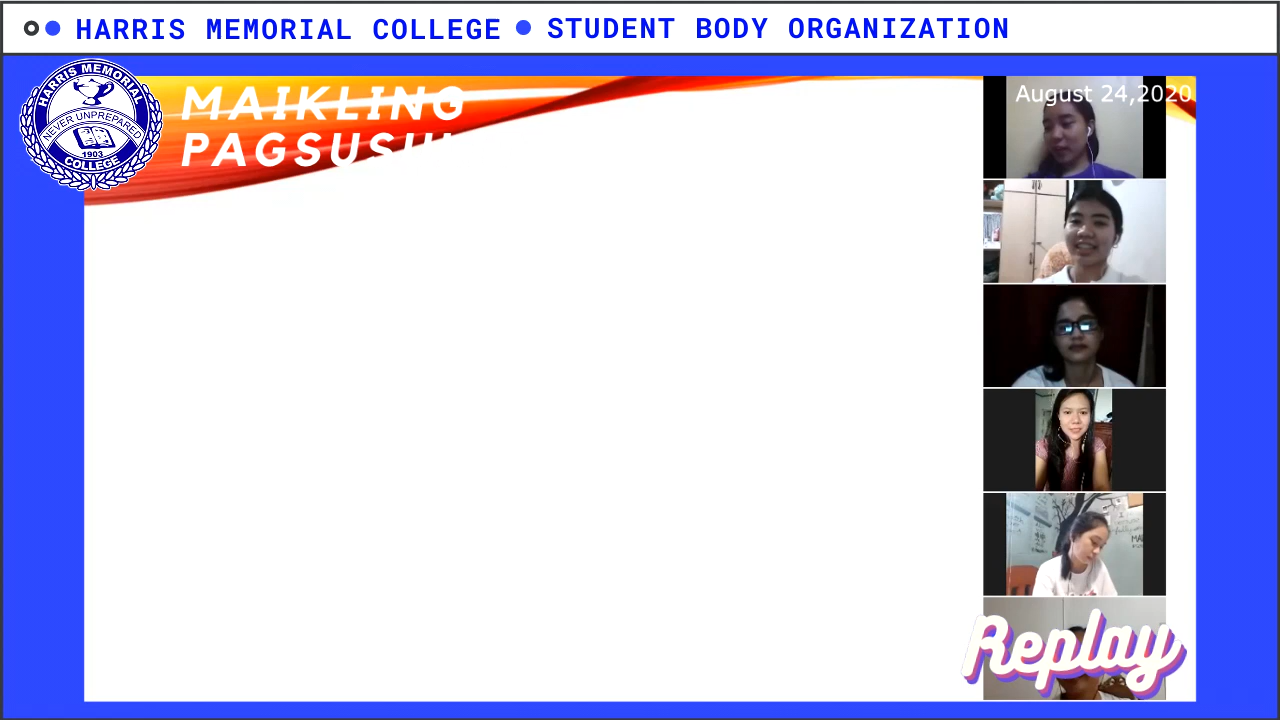 HARRIS MEMORIAL COLLEGE STUDENT BODY ORGANIZATION
HARRIS MEMORIAL
NEVER UNPREPARED
1903
COLLEGE
MAIKLING
August 24,2020
Replay